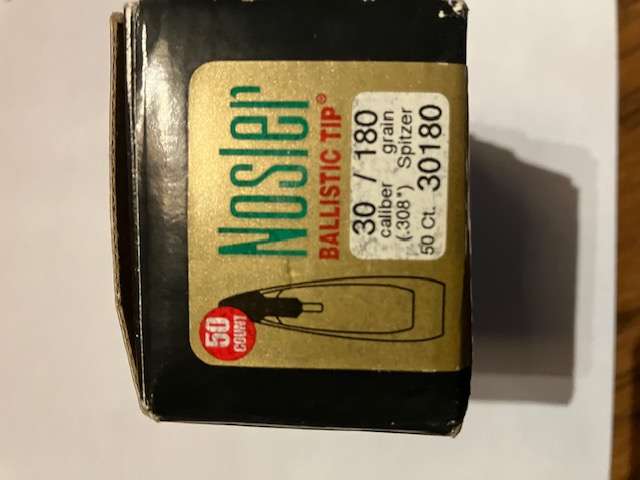 Nosler
BALLISTIC TIP®
30 / 180
caliber grain
(.308") Spitzer
50 Ct. 30180
50
COUNT